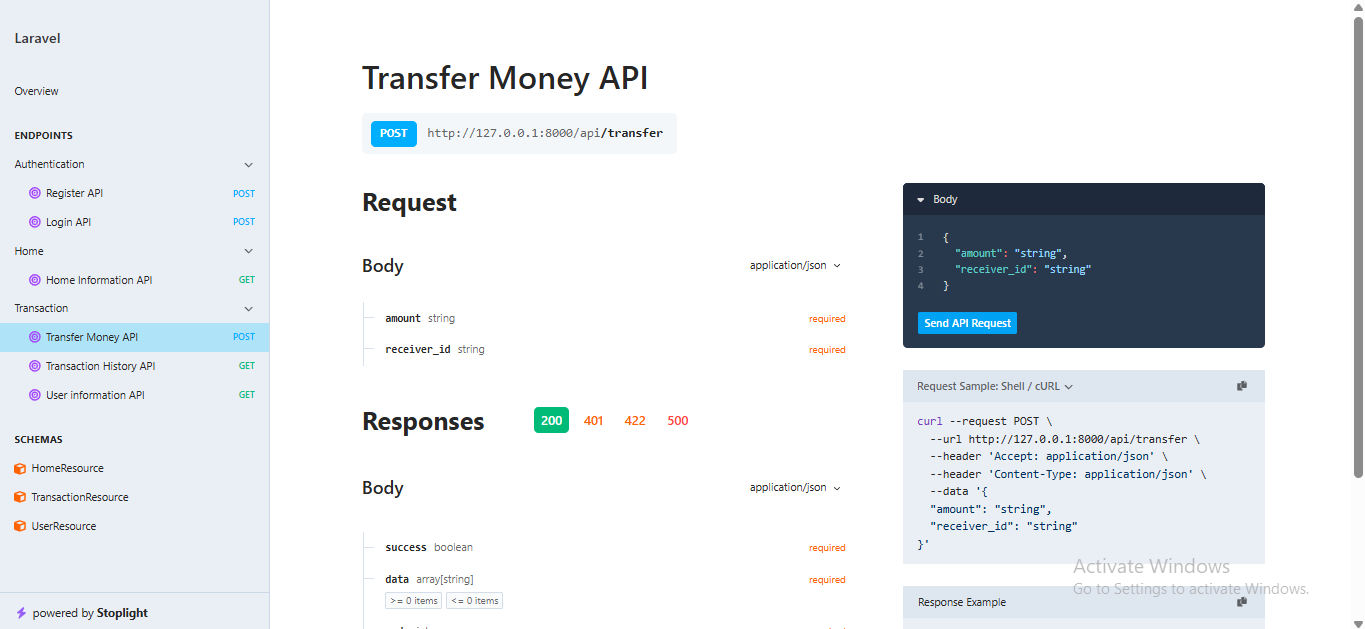 Laravel
Overview
ENDPOINTS
Authentication
Register API POST
Login API POST
Home
Home Information API GET
Transaction
Transfer Money API POST
Transaction History API GET
User information API GET
SCHEMAS
HomeResource
TransactionResource
UserResource
powered by Stoplight
Transfer Money API
POST http://127.0.0.1:8000/api/transfer
Request
Body application/json
amount string required
receiver_id string required
Responses 200 401 422 500
Body application/json
success boolean required
data array[string] required
>= 0 items <= 0 items
Body
1 {
2 "amount": "string",
3 "receiver_id": "string"
4 }
Send API Request
Request Sample: Shell / cURL
curl --request POST \
--url http://127.0.0.1:8000/api/transfer \
--header 'Accept: application/json' \
--header 'Content-Type: application/json' \
--data '{
"amount": "string",
"receiver_id": "string"
}'
Response Example
Activate Windows
Go to Settings to activate Windows.